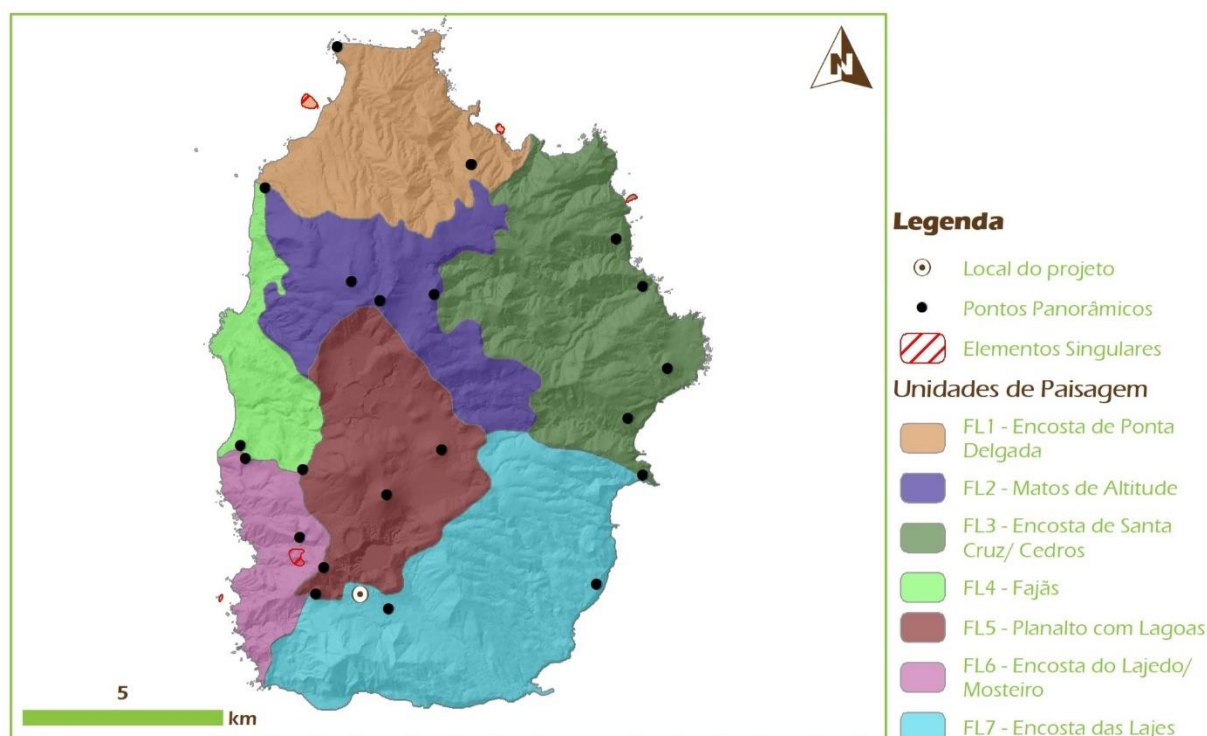 N
5
km
Legenda
Local do projeto
Pontos Panorâmicos
Elementos Singulares
Unidades de Paisagem
FL1 - Encosta de Ponta
Delgada
FL2 - Matos de Altitude
FL3 - Encosta de Santa
Cruz/ Cedros
FL4 - Fajãs
FL5 - Planalto com Lagoas
FL6 - Encosta do Lajedo/
Mosteiro
FL7 - Encosta das Lajes